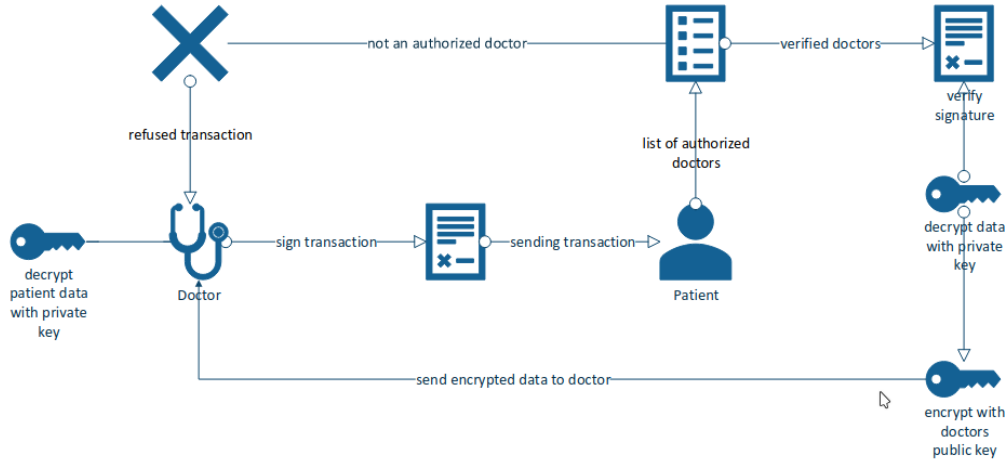 not an authorized doctor
verified doctors
verify
signature
refused transaction
list of authorized
doctors
decrypt data
with private
key
sign transaction
sending transaction
decrypt
patient data
with private
key
Doctor
Patient
send encrypted data to doctor
encrypt with
doctors
public key